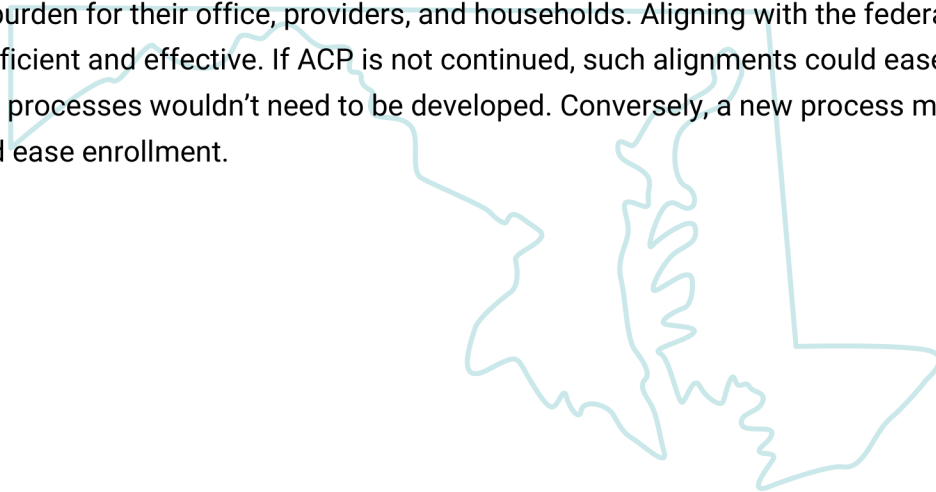 burden for their office, providers, and households. Aligning with the federa
ficient and effective. If ACP is not continued, such alignments could ease
processes wouldn’t need to be developed. Conversely, a new process m
d ease enrollment.